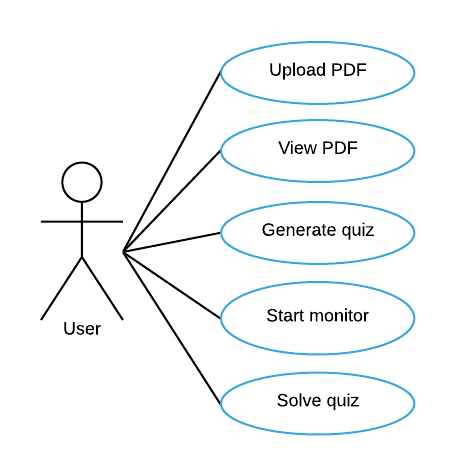 Upload PDF
View PDF
Generate quiz
Start monitor
User
Solve quiz